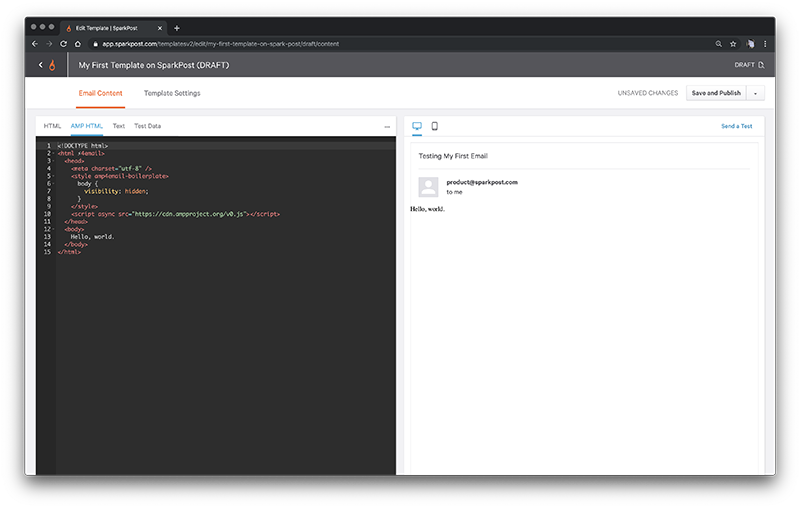 Edit Template | SparkPost
app.sparkpost.com/templatesv2/edit/my-first-template-on-spark-post/draft/content
My First Template on SparkPost (DRAFT)
DRAFT
Email Content
Template Settings
UNSAVED CHANGES
Save and Publish
HTML
AMP HTML
Text
Test Data
1 <!DOCTYPE html>
2 <html ⚡4email>
3 <head>
4 <meta charset="utf-8" />
5 <style amp4email-boilerplate>
6 body {
7 visibility: hidden;
8 }
9 </style>
10 <script async src="https://cdn.ampproject.org/v0.js"></script>
11 </head>
12 <body>
13 Hello, world.
14 </body>
15 </html>
Send a Test
Testing My First Email
product@sparkpost.com
to me
Hello, world.